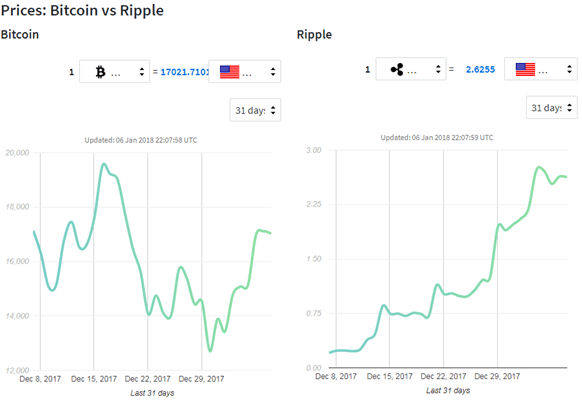 Prices: Bitcoin vs Ripple
Bitcoin
1 ... = 17021.7101 ...
31 days
Updated: 06 Jan 2018 22:07:58 UTC
20,000
18,000
16,000
14,000
12,000
Dec 8, 2017 Dec 15, 2017 Dec 22, 2017 Dec 29, 2017
Last 31 days
Ripple
1 ... = 2.6255 ...
31 days
Updated: 06 Jan 2018 22:07:59 UTC
3.00
2.25
1.50
0.75
0.00
Dec 8, 2017 Dec 15, 2017 Dec 22, 2017 Dec 29, 2017
Last 31 days